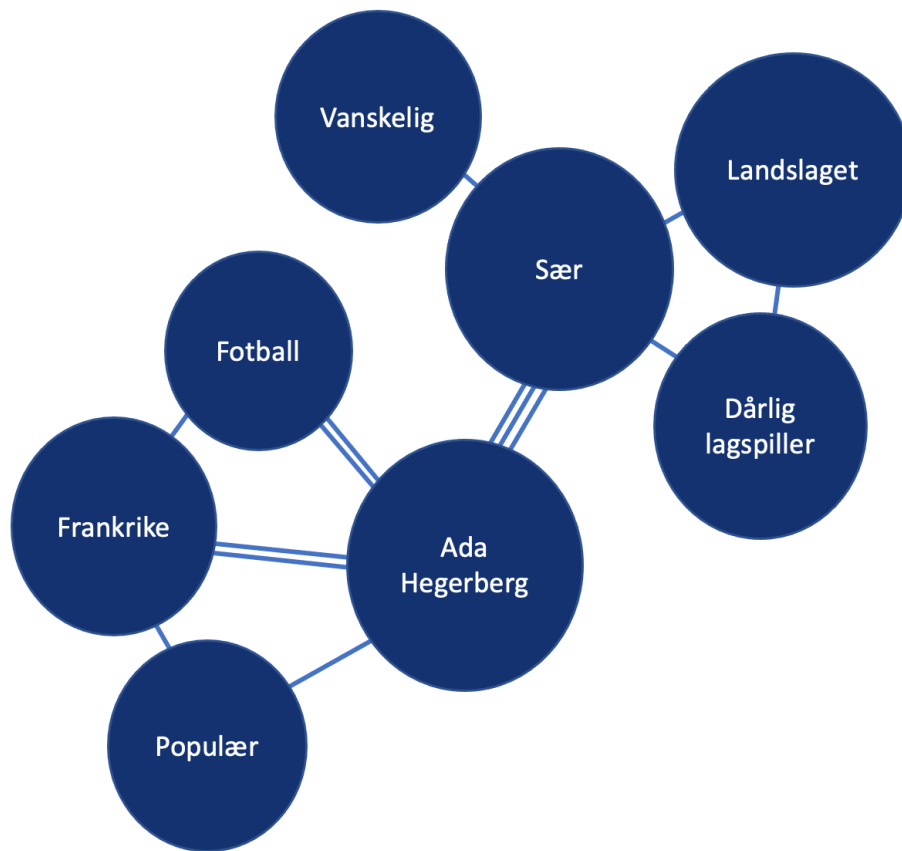 Vanskelig
Landslaget
Sær
Fotball
Dårlig
lagspiller
Frankrike
Ada
Hegerberg
Populær